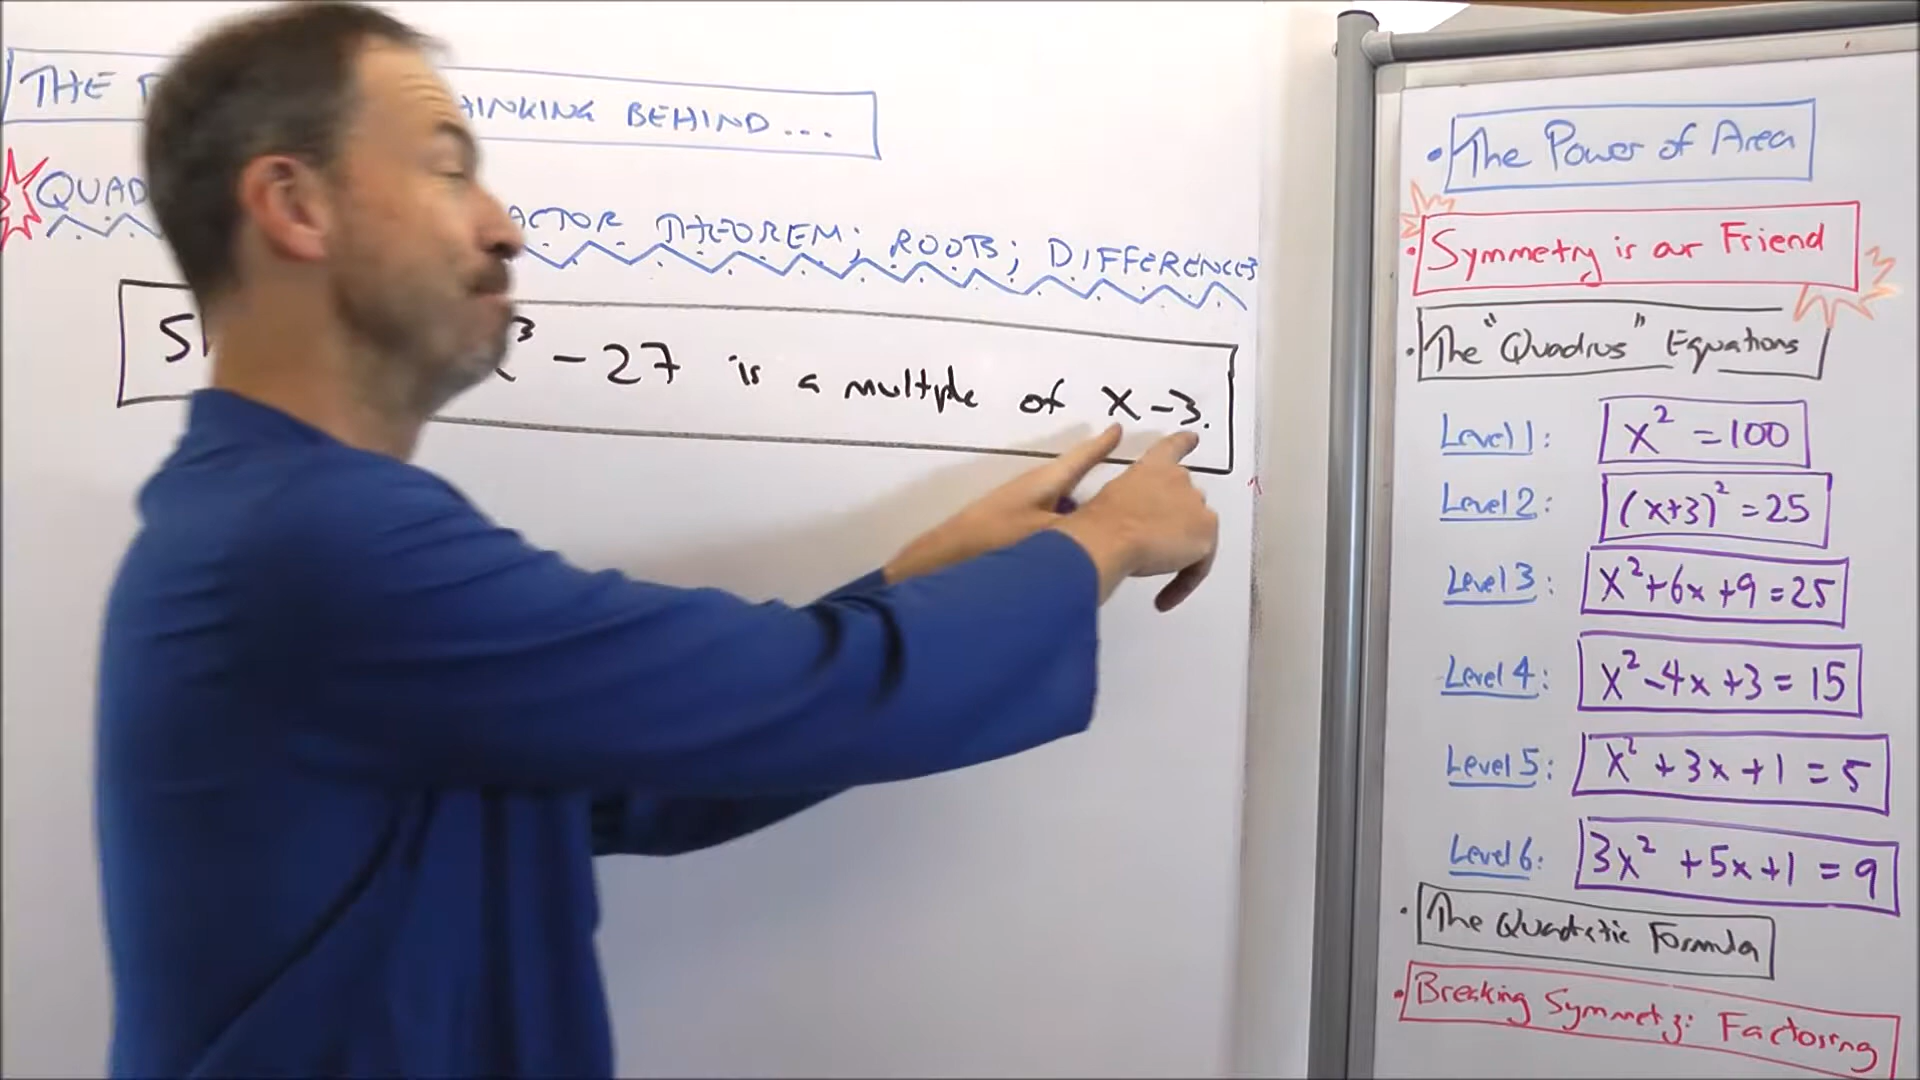 THE
THINKING BEHIND...
QUAD
ACTOR THEOREM; ROOTS; DIFFERENCES
³ - 27 is a multple of x-3.
• The Power of Area
• Symmetry is our Friend
• The "Quadrus" Equations
Level 1: x² = 100
Level 2: (x+3)² = 25
Level 3: x²+6x+9=25
Level 4: x²-4x+3=15
Level 5: x²+3x+1=5
Level 6: 3x²+5x+1=9
• The Quadratic Formula
• Breaking Symmetry: Factoring